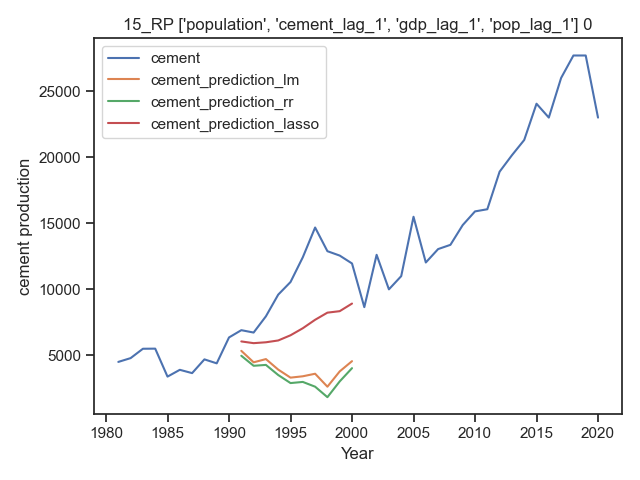 15_RP ['population', 'cement_lag_1', 'gdp_lag_1', 'pop_lag_1'] 0
cement
cement_prediction_lm
cement_prediction_rr
cement_prediction_lasso
cement production
25000
20000
15000
10000
5000
1980 1985 1990 1995 2000 2005 2010 2015 2020
Year